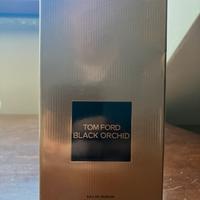 TOM FORD
BLACK ORCHID
EAU DE PARFUM